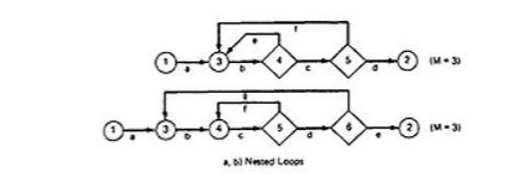 f
e
1 3 4 5 2 (M = 3)
a b c d
g
f
1 3 4 5 6 2 (M = 3)
a b c d e
a, b) Nested Loops